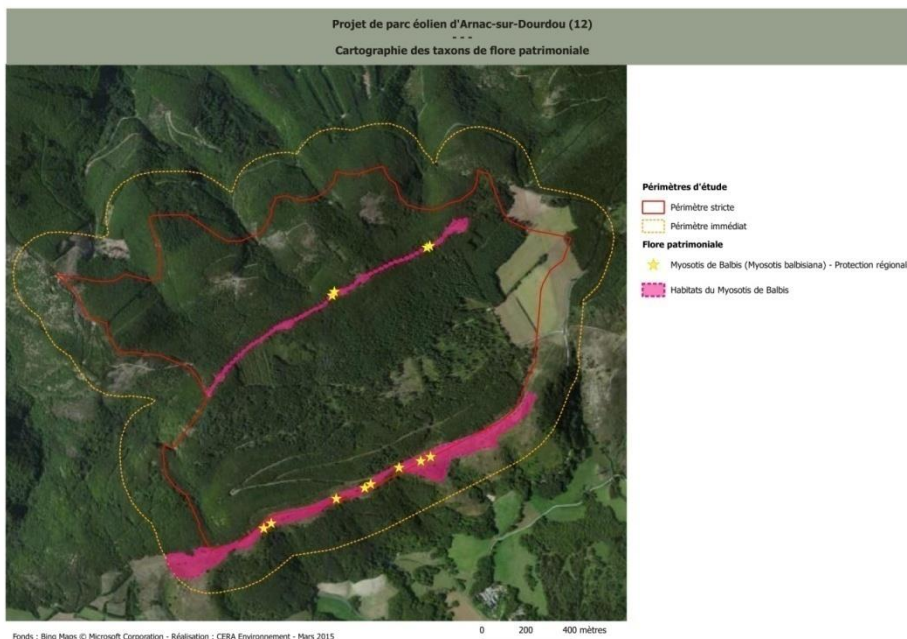 Projet de parc éolien d'Arnac-sur-Dourdou (12)
- - -
Cartographie des taxons de flore patrimoniale
Périmètres d'étude
Périmètre stricte
Périmètre immédiat
Flore patrimoniale
Myosotis de Balbis (Myosotis balbisiana) - Protection régional
Habitats du Myosotis de Balbis
0 200 400 mètres
Fonds : Bing Maps © Microsoft Corporation - Réalisation : CERA Environnement - Mars 2015